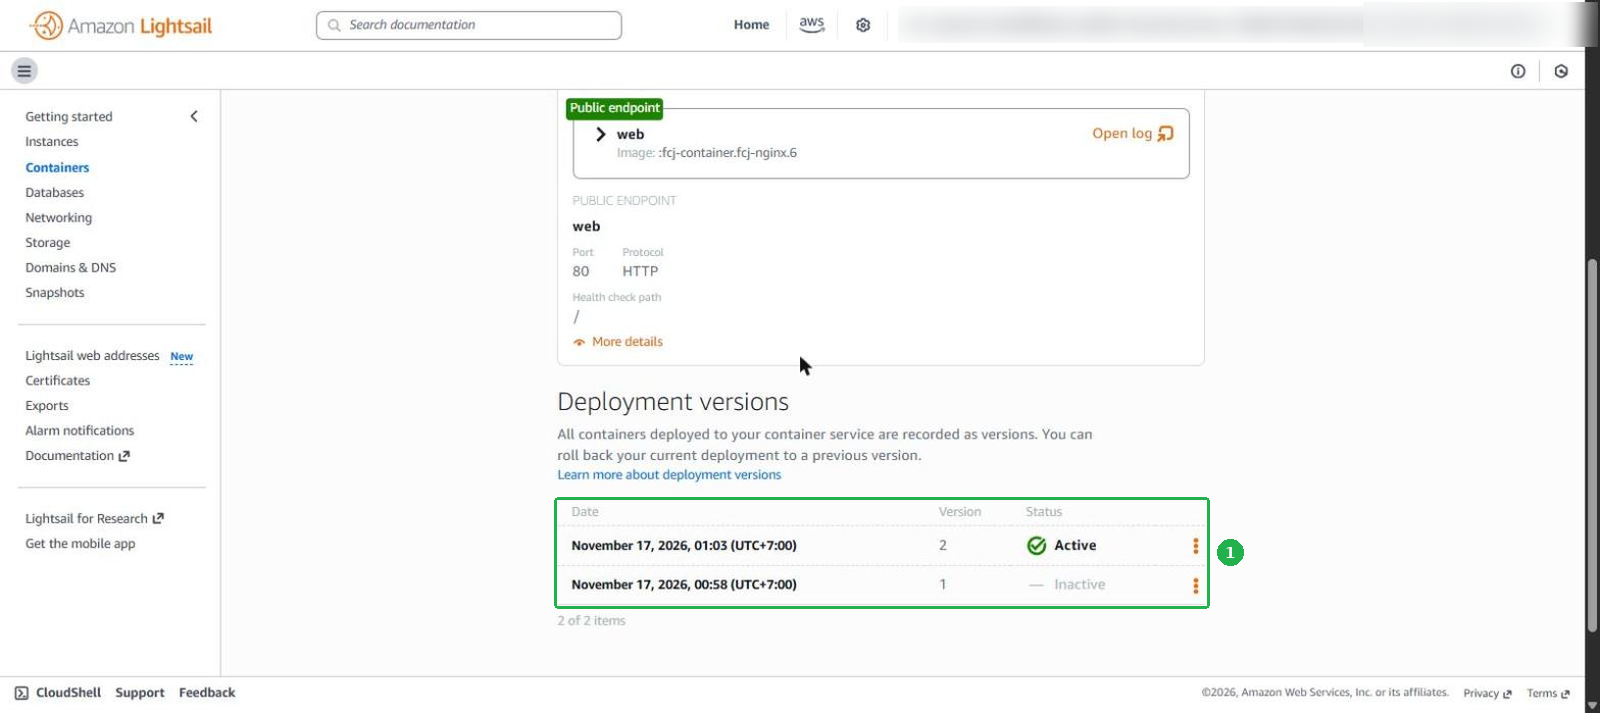 Amazon Lightsail
Search documentation
Home
aws
Getting started
Instances
Containers
Databases
Networking
Storage
Domains & DNS
Snapshots
Lightsail web addresses New
Certificates
Exports
Alarm notifications
Documentation
Lightsail for Research
Get the mobile app
Public endpoint
web
Open log
Image: :fcj-container.fcj-nginx.6
PUBLIC ENDPOINT
web
Port Protocol
80 HTTP
Health check path
/
More details
Deployment versions
All containers deployed to your container service are recorded as versions. You can
roll back your current deployment to a previous version.
Learn more about deployment versions
Date Version Status
November 17, 2026, 01:03 (UTC+7:00) 2 Active
1
November 17, 2026, 00:58 (UTC+7:00) 1 — Inactive
2 of 2 items
CloudShell Support Feedback
©2026, Amazon Web Services, Inc. or its affiliates. Privacy Terms